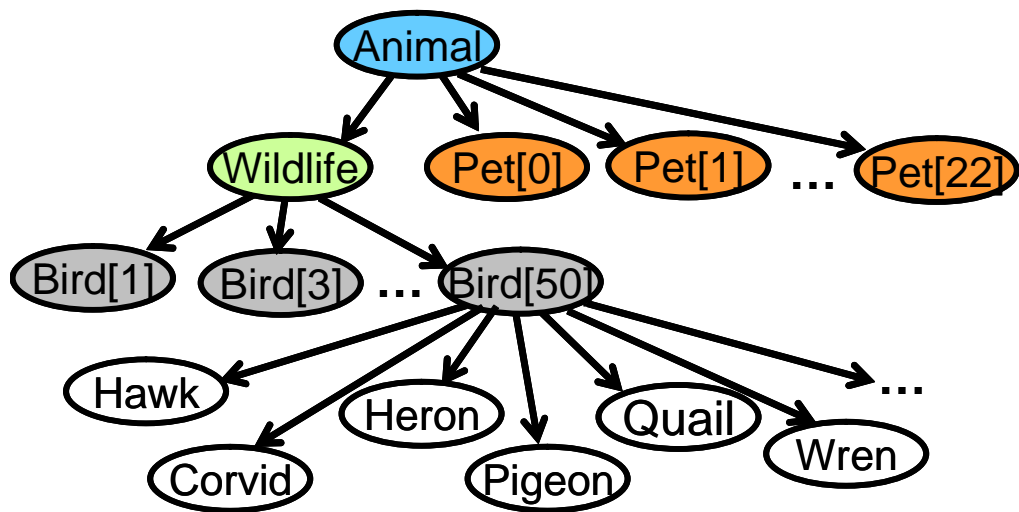 Animal
Wildlife
Pet[0]
Pet[1]
...
Pet[22]
Bird[1]
Bird[3]
...
Bird[50]
Hawk
Heron
Quail
...
Corvid
Pigeon
Wren